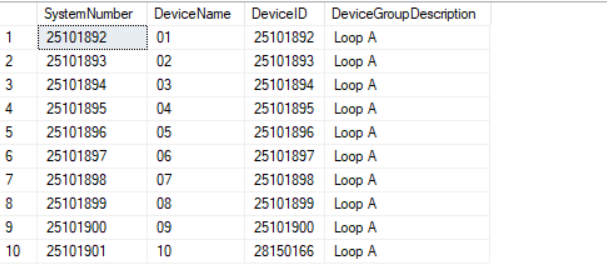 SystemNumber DeviceName DeviceID DeviceGroupDescription
1 25101892 01 25101892 Loop A
2 25101893 02 25101893 Loop A
3 25101894 03 25101894 Loop A
4 25101895 04 25101895 Loop A
5 25101896 05 25101896 Loop A
6 25101897 06 25101897 Loop A
7 25101898 07 25101898 Loop A
8 25101899 08 25101899 Loop A
9 25101900 09 25101900 Loop A
10 25101901 10 28150166 Loop A